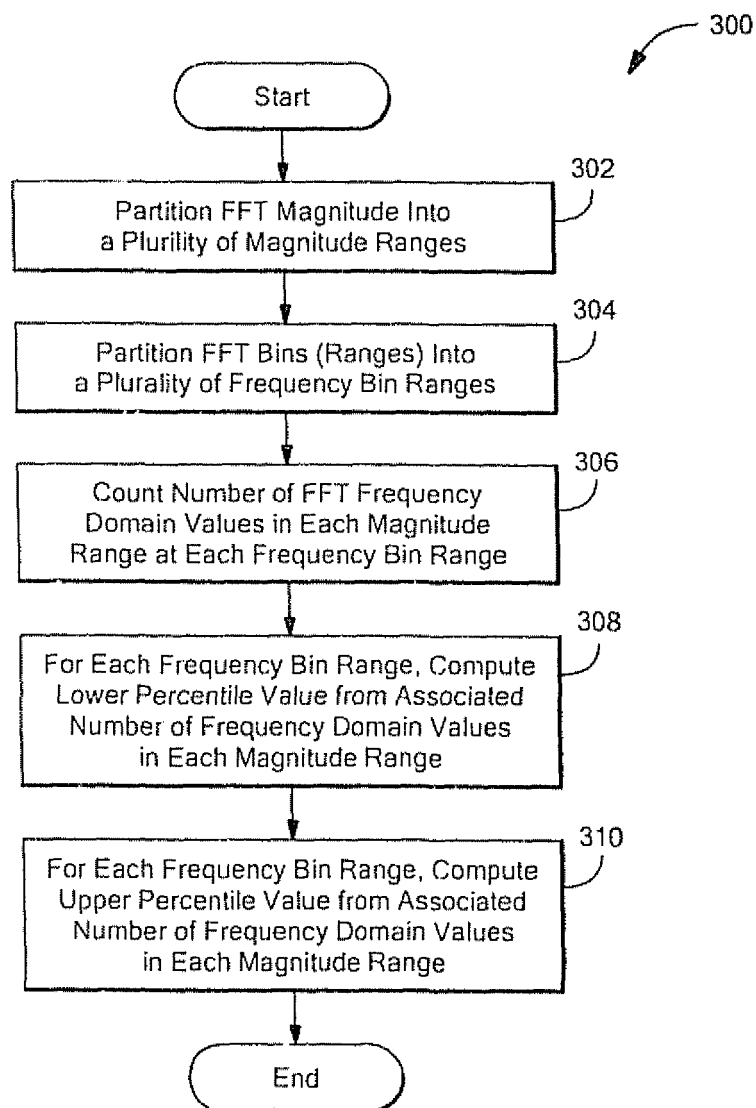 300
Start
302
Partition FFT Magnitude Into
a Plurility of Magnitude Ranges
304
Partition FFT Bins (Ranges) Into
a Plurality of Frequency Bin Ranges
306
Count Number of FFT Frequency
Domain Values in Each Magnitude
Range at Each Frequency Bin Range
308
For Each Frequency Bin Range, Compute
Lower Percentile Value from Associated
Number of Frequency Domain Values
in Each Magnitude Range
310
For Each Frequency Bin Range, Compute
Upper Percentile Value from Associated
Number of Frequency Domain Values
in Each Magnitude Range
End